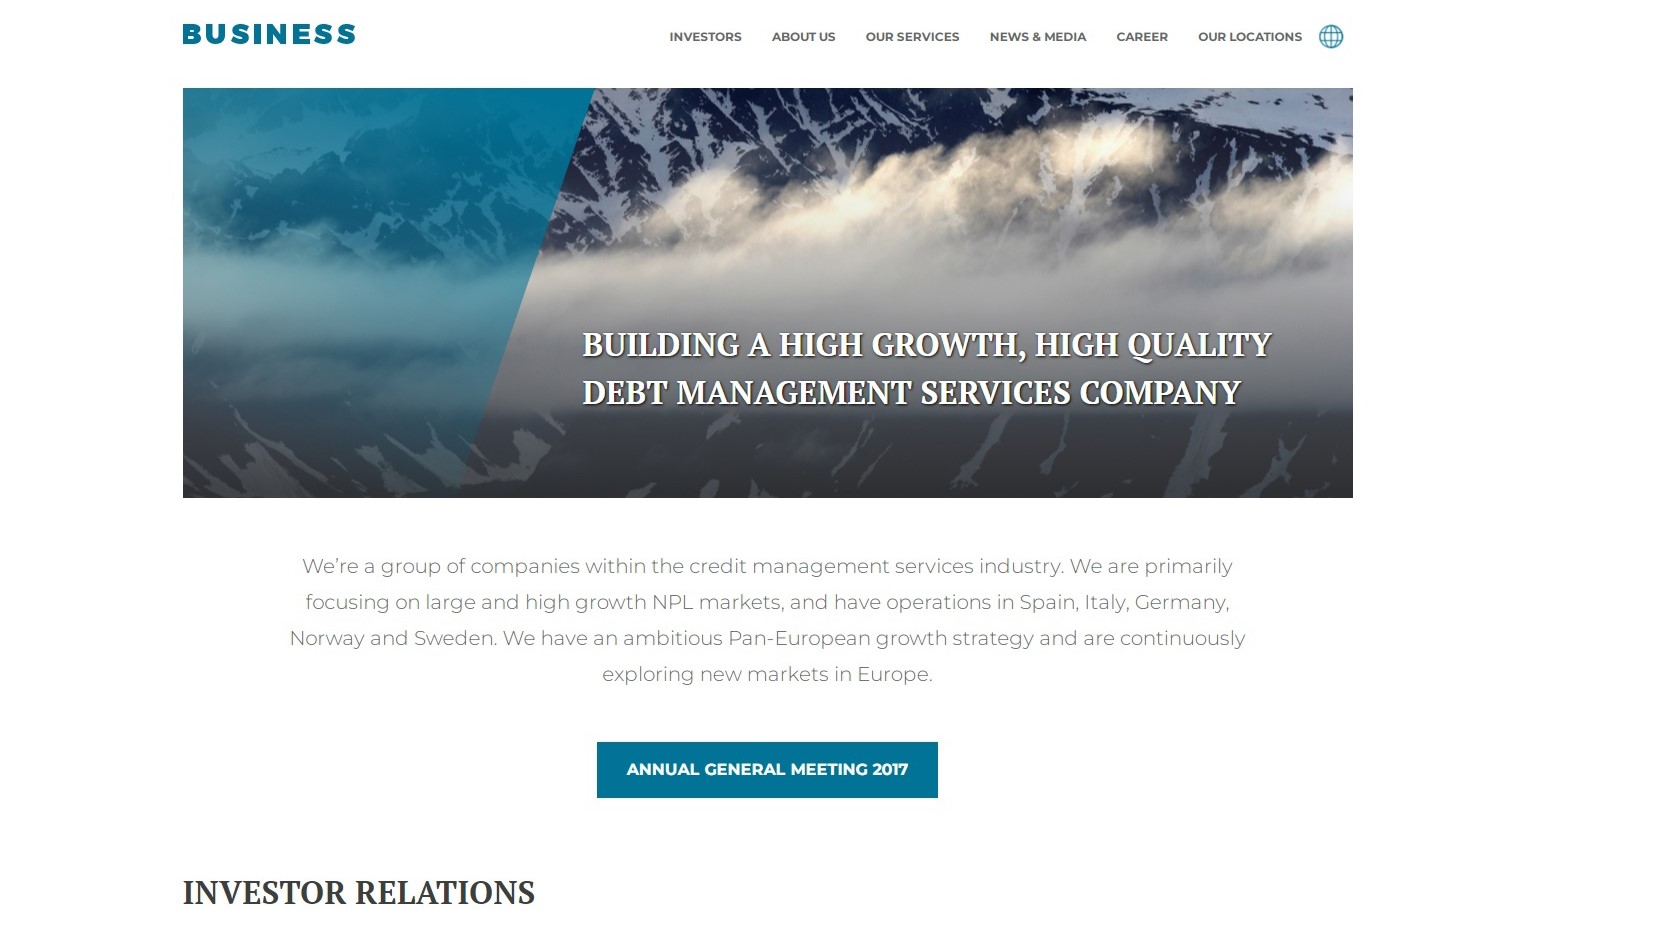 BUSINESS
INVESTORS ABOUT US OUR SERVICES NEWS & MEDIA CAREER OUR LOCATIONS
BUILDING A HIGH GROWTH, HIGH QUALITY
DEBT MANAGEMENT SERVICES COMPANY
We’re a group of companies within the credit management services industry. We are primarily
focusing on large and high growth NPL markets, and have operations in Spain, Italy, Germany,
Norway and Sweden. We have an ambitious Pan-European growth strategy and are continuously
exploring new markets in Europe.
ANNUAL GENERAL MEETING 2017
INVESTOR RELATIONS